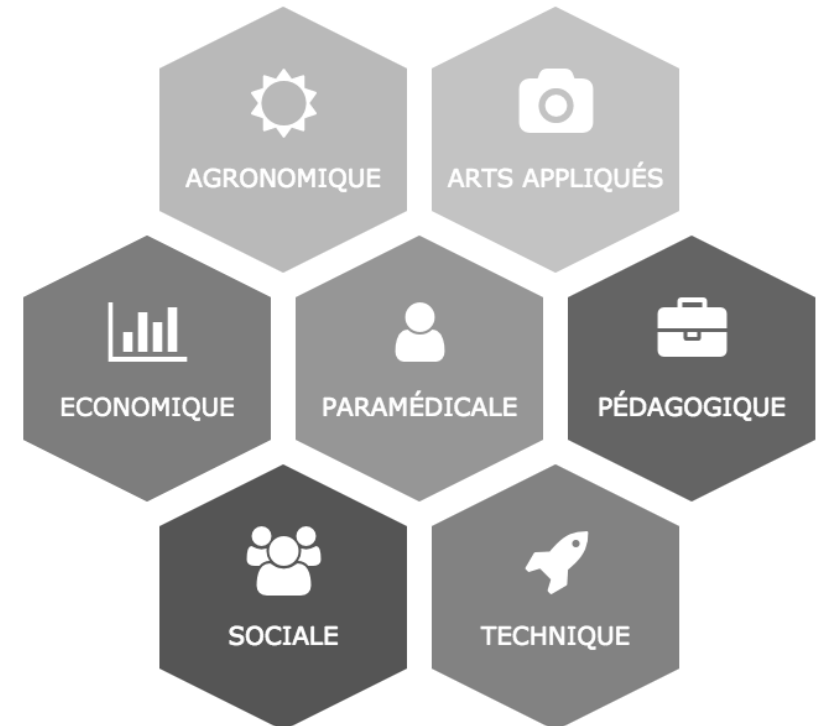 AGRONOMIQUE
ARTS APPLIQUÉS
ECONOMIQUE
PARAMÉDICALE
PÉDAGOGIQUE
SOCIALE
TECHNIQUE